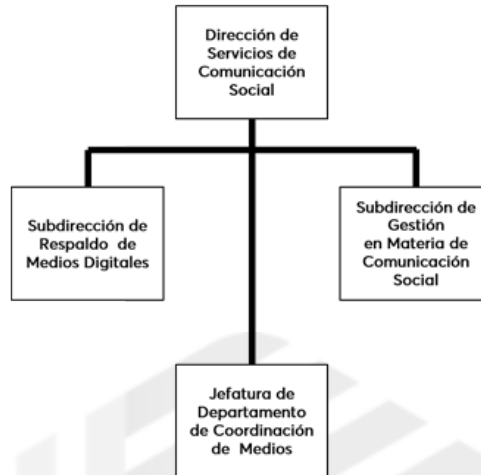 Dirección de
Servicios de
Comunicación
Social
Subdirección de
Respaldo de
Medios Digitales
Subdirección de
Gestión
en Materia de
Comunicación
Social
Jefatura de
Departamento
de Coordinación
de Medios